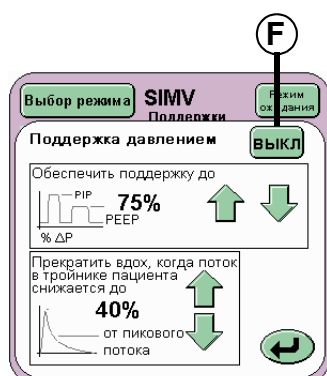 F
Выбор режима SIMV Режим
Поддержки ожидания
Поддержка давлением ВЫКЛ
Обеспечить поддержку до
PIP
75%
PEEP
% ΔP
Прекратить вдох, когда поток
в тройнике пациента
снижается до
40%
от пикового
потока